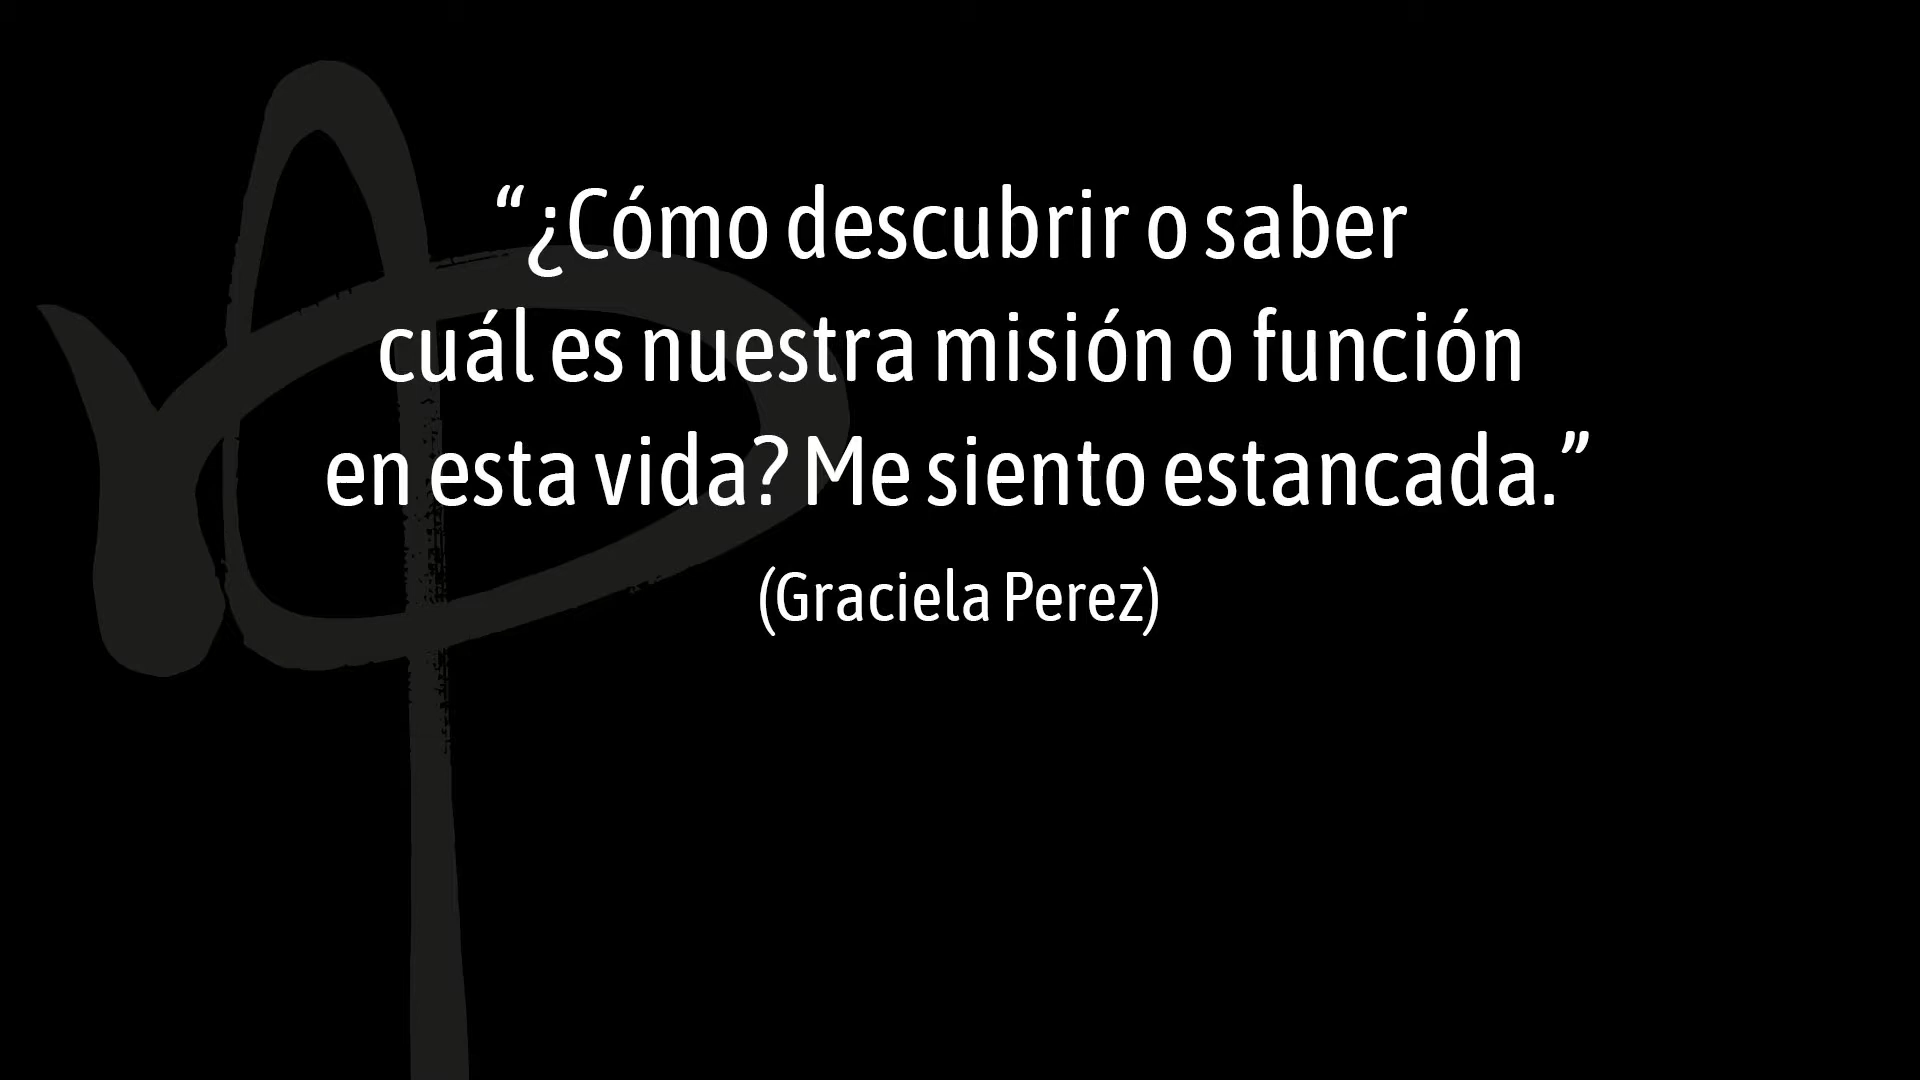 “¿Cómo descubrir o saber
cuál es nuestra misión o función
en esta vida? Me siento estancada.”
(Graciela Perez)